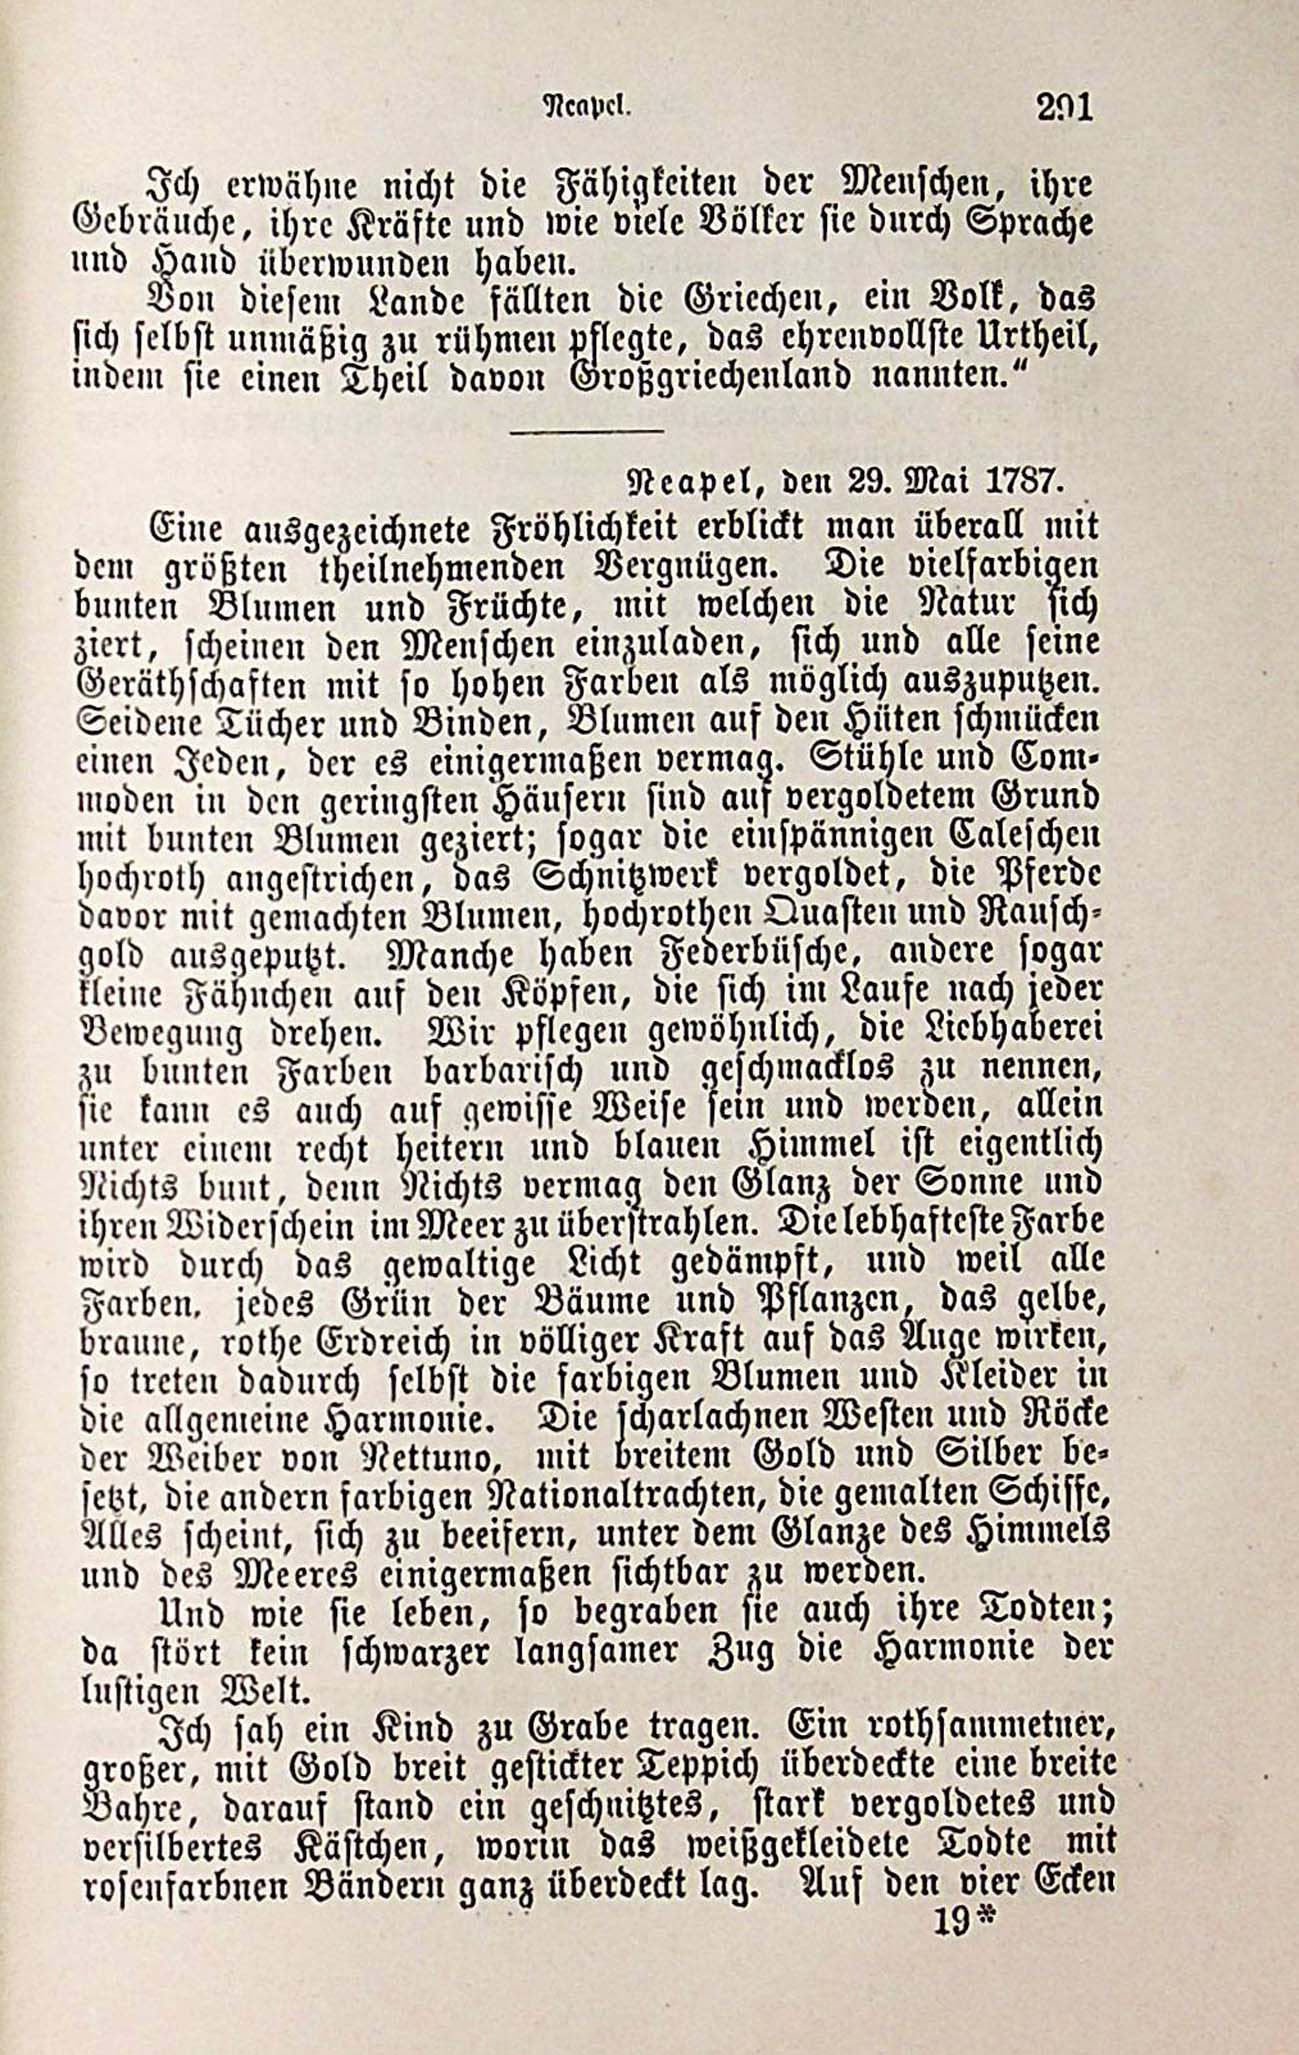 Neapel. 291
Ich erwähne nicht die Fähigkeiten der Menschen, ihre
Gebräuche, ihre Kräfte und wie viele Völker sie durch Sprache
und Hand überwunden haben.
Von diesem Lande fällten die Griechen, ein Volk, das
sich selbst unmäßig zu rühmen pflegte, das ehrenvollste Urtheil,
indem sie einen Theil davon Großgriechenland nannten.“
Neapel, den 29. Mai 1787.
Eine ausgezeichnete Fröhlichkeit erblickt man überall mit
dem größten theilnehmenden Vergnügen. Die vielfarbigen
bunten Blumen und Früchte, mit welchen die Natur sich
ziert, scheinen den Menschen einzuladen, sich und alle seine
Geräthschaften mit so hohen Farben als möglich auszuputzen.
Seidene Tücher und Binden, Blumen auf den Hüten schmücken
einen Jeden, der es einigermaßen vermag. Stühle und Com-
moden in den geringsten Häusern sind auf vergoldetem Grund
mit bunten Blumen geziert; sogar die einspännigen Caleschen
hochroth angestrichen, das Schnitzwerk vergoldet, die Pferde
davor mit gemachten Blumen, hochrothen Quasten und Rausch-
gold ausgeputzt. Manche haben Federbüsche, andere sogar
kleine Fähnchen auf den Köpfen, die sich im Laufe nach jeder
Bewegung drehen. Wir pflegen gewöhnlich, die Liebhaberei
zu bunten Farben barbarisch und geschmacklos zu nennen,
sie kann es auch auf gewisse Weise sein und werden, allein
unter einem recht heitern und blauen Himmel ist eigentlich
Nichts bunt, denn Nichts vermag den Glanz der Sonne und
ihren Widerschein im Meer zu überstrahlen. Die lebhafteste Farbe
wird durch das gewaltige Licht gedämpft, und weil alle
Farben, jedes Grün der Bäume und Pflanzen, das gelbe,
braune, rothe Erdreich in völliger Kraft auf das Auge wirken,
so treten dadurch selbst die farbigen Blumen und Kleider in
die allgemeine Harmonie. Die scharlachnen Westen und Röcke
der Weiber von Nettuno, mit breitem Gold und Silber be-
setzt, die andern farbigen Nationaltrachten, die gemalten Schiffe,
Alles scheint, sich zu beeifern, unter dem Glanze des Himmels
und des Meeres einigermaßen sichtbar zu werden.
Und wie sie leben, so begraben sie auch ihre Todten;
da stört kein schwarzer langsamer Zug die Harmonie der
lustigen Welt.
Ich sah ein Kind zu Grabe tragen. Ein rothsammetner,
großer, mit Gold breit gestickter Teppich überdeckte eine breite
Bahre, darauf stand ein geschnitztes, stark vergoldetes und
versilbertes Kästchen, worin das weißgekleidete Todte mit
rosenfarbnen Bändern ganz überdeckt lag. Auf den vier Ecken
19*